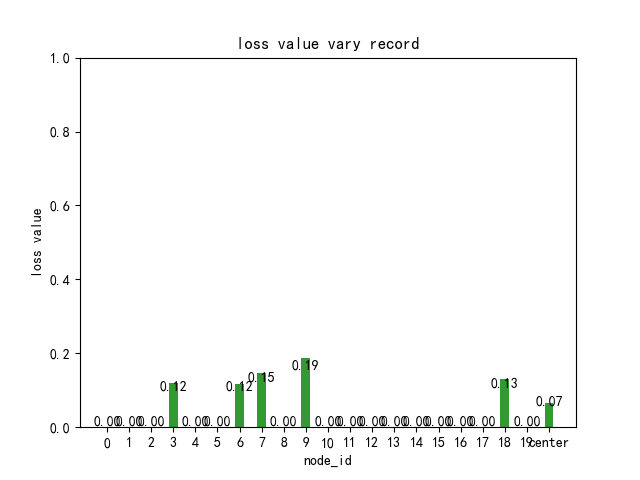 loss value vary record
1.0
0.8
0.6
0.4
0.2
0.0
loss value
0.00 0.00 0.00 0.12 0.00 0.00 0.12 0.15 0.00 0.19 0.00 0.00 0.00 0.00 0.00 0.00 0.00 0.00 0.13 0.00 0.07
0 1 2 3 4 5 6 7 8 9 10 11 12 13 14 15 16 17 18 19 center
node_id